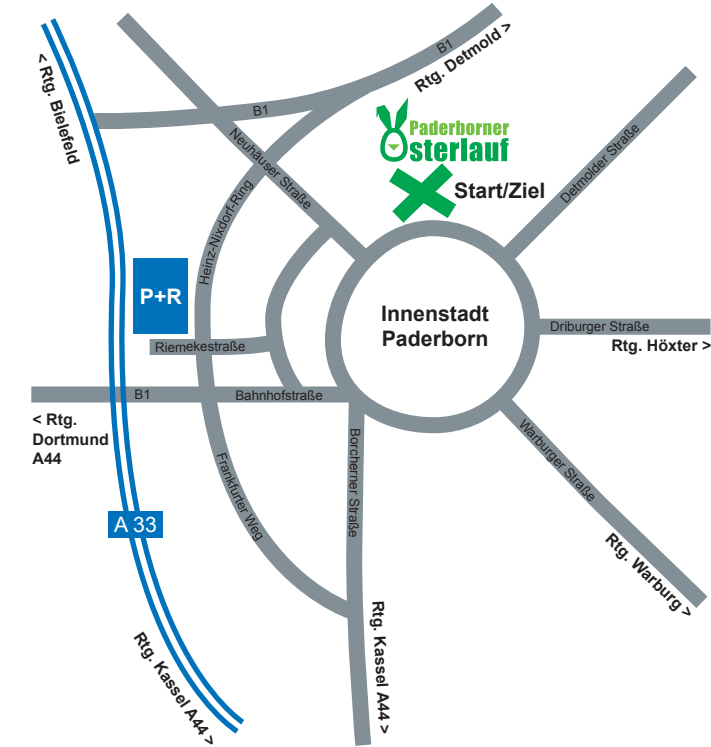 B1
Rtg. Detmold >
< Rtg. Bielefeld
B1
Paderborner
Osterlauf
Neuhäuser Straße
Detmolder Straße
Start/Ziel
Heinz-Nixdorf-Ring
P+R
Innenstadt
Paderborn
Driburger Straße
Rtg. Höxter >
Riemekestraße
B1
Bahnhofstraße
< Rtg.
Dortmund
A44
Borcherner Straße
Warburger Straße
Frankfurter Weg
A 33
Rtg. Warburg >
Rtg. Kassel A44 >
Rtg. Kassel A44 >